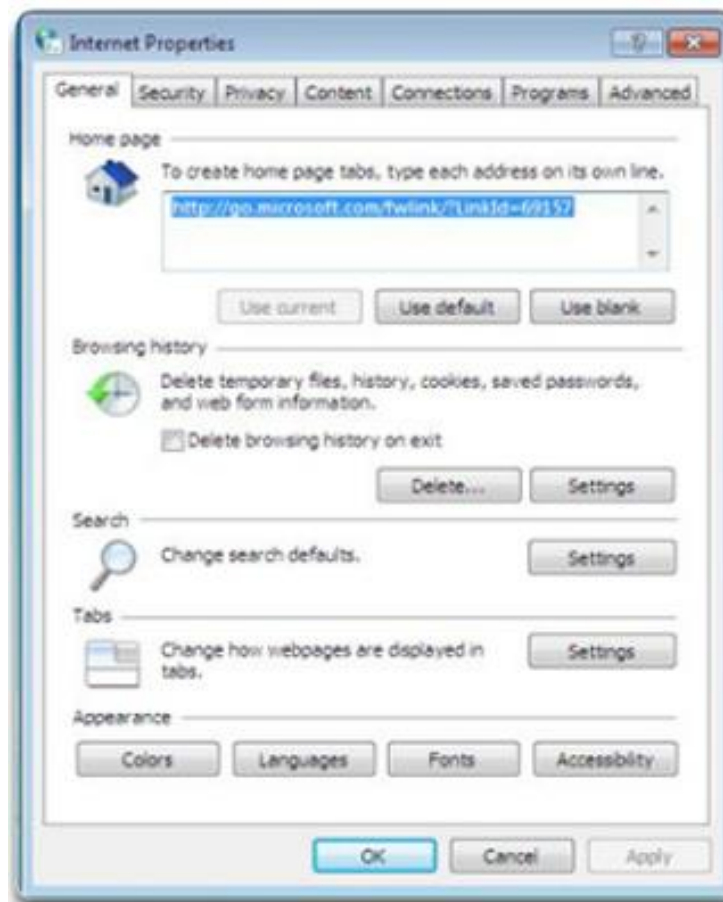 Internet Properties
General Security Privacy Content Connections Programs Advanced
Home page
To create home page tabs, type each address on its own line.
http://go.microsoft.com/fwlink/?LinkId=69157
Use current Use default Use blank
Browsing history
Delete temporary files, history, cookies, saved passwords,
and web form information.
Delete browsing history on exit
Delete... Settings
Search
Change search defaults. Settings
Tabs
Change how webpages are displayed in Settings
tabs.
Appearance
Colors Languages Fonts Accessibility
OK Cancel Apply